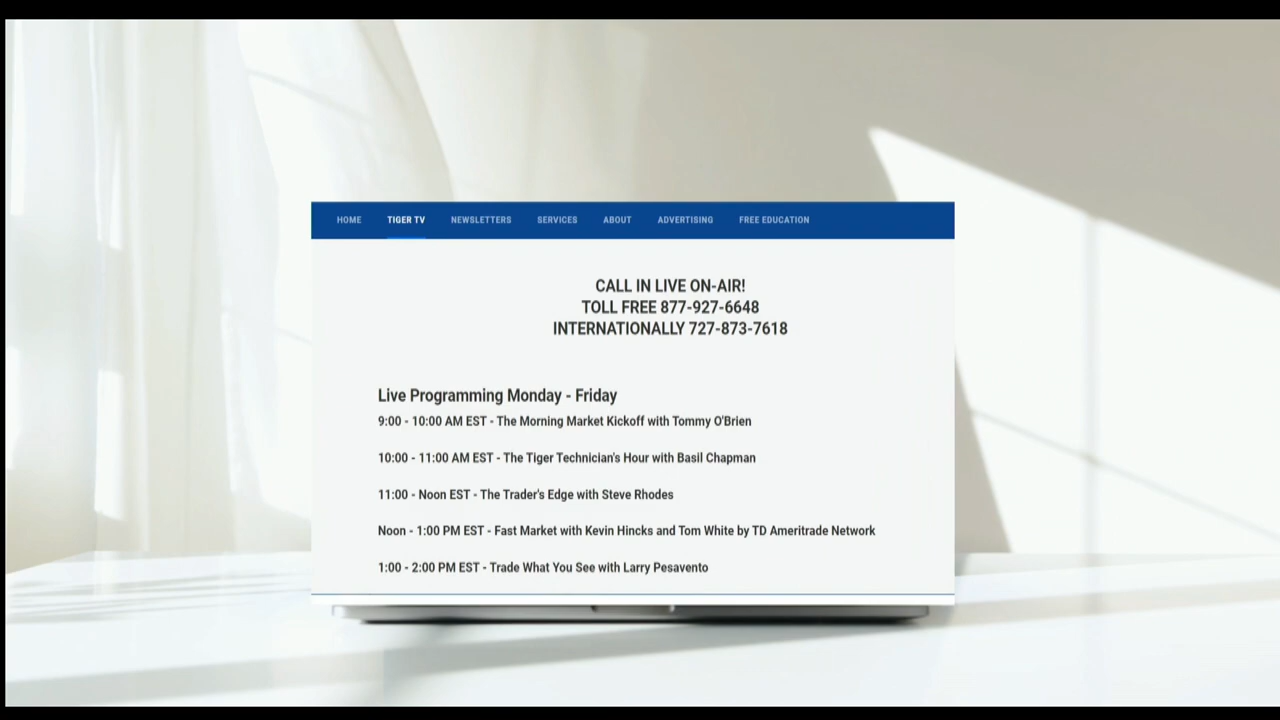 HOME TIGER TV NEWSLETTERS SERVICES ABOUT ADVERTISING FREE EDUCATION
CALL IN LIVE ON-AIR!
TOLL FREE 877-927-6648
INTERNATIONALLY 727-873-7618
Live Programming Monday - Friday
9:00 - 10:00 AM EST - The Morning Market Kickoff with Tommy O'Brien
10:00 - 11:00 AM EST - The Tiger Technician's Hour with Basil Chapman
11:00 - Noon EST - The Trader's Edge with Steve Rhodes
Noon - 1:00 PM EST - Fast Market with Kevin Hincks and Tom White by TD Ameritrade Network
1:00 - 2:00 PM EST - Trade What You See with Larry Pesavento